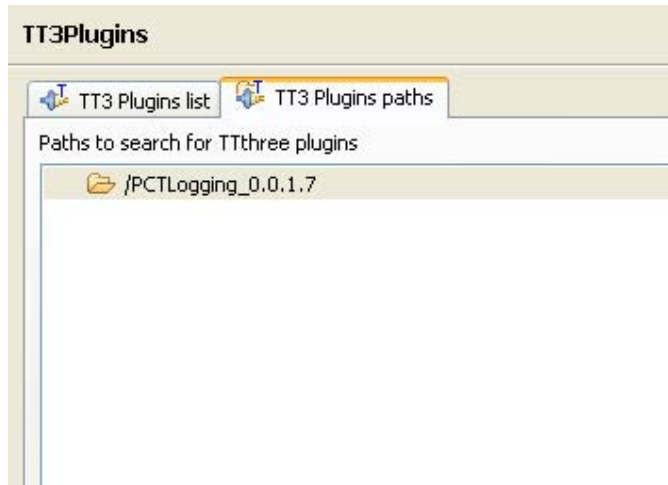 TT3Plugins
TT3 Plugins list
TT3 Plugins paths
Paths to search for TTthree plugins
/PCTLogging_0.0.1.7